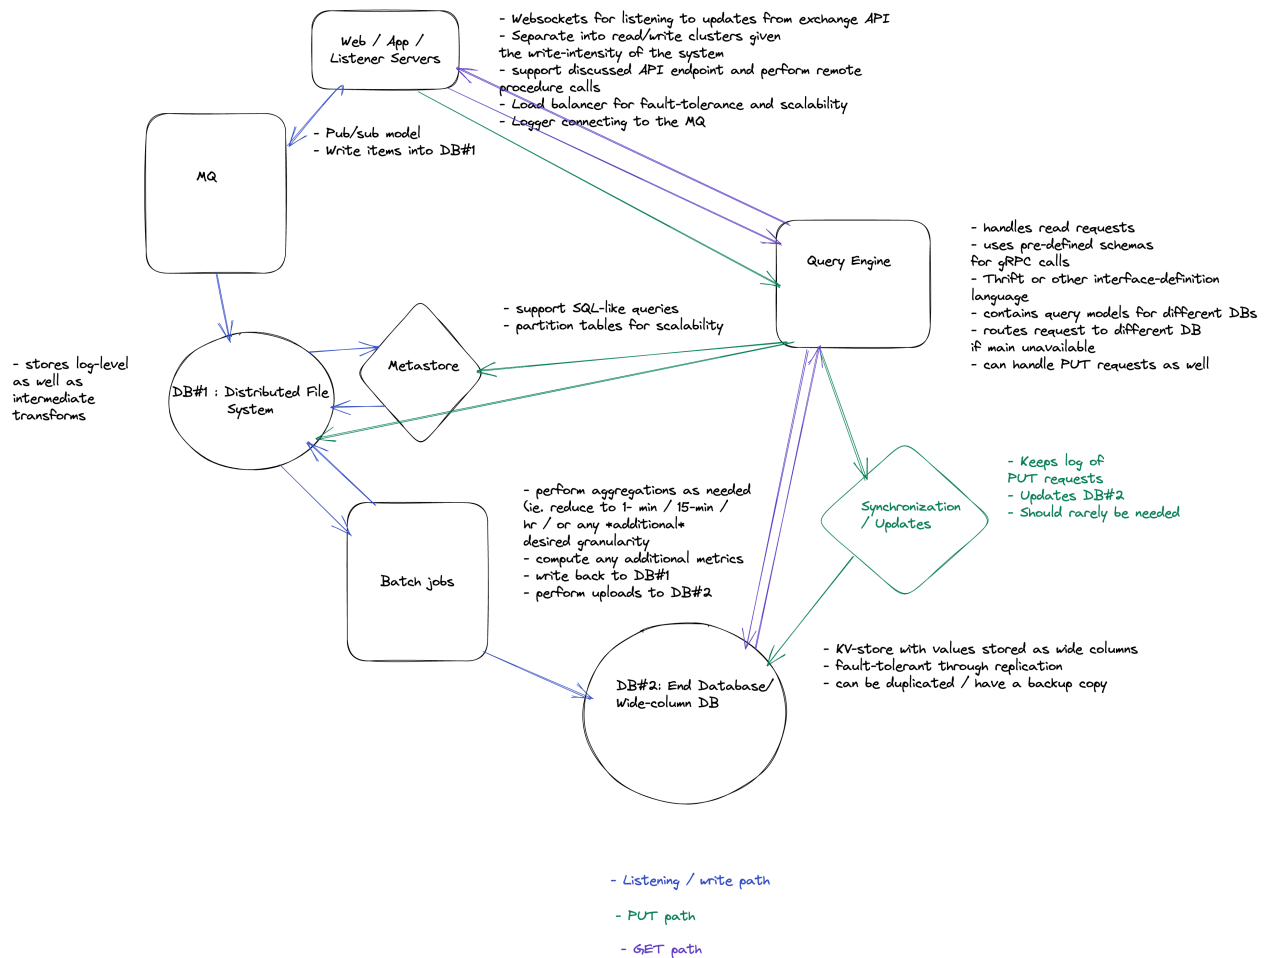 Web / App /
Listener Servers
- Websockets for listening to updates from exchange API
- Separate into read/write clusters given
the write-intensity of the system
- support discussed API endpoint and perform remote
procedure calls
- Load balancer for fault-tolerance and scalability
- Logger connecting to the MQ
- Pub/sub model
- Write items into DB#1
MQ
Query Engine
- handles read requests
- uses pre-defined schemas
for gRPC calls
- Thrift or other interface-definition
language
- contains query models for different DBs
- routes request to different DB
if main unavailable
- can handle PUT requests as well
- support SQL-like queries
- partition tables for scalability
Metastore
- stores log-level
as well as
intermediate
transforms
DB#1 : Distributed File
System
- Keeps log of
PUT requests
- Updates DB#2
- Should rarely be needed
Synchronization
/ Updates
- perform aggregations as needed
(ie. reduce to 1- min / 15-min /
hr / or any *additional*
desired granularity
- compute any additional metrics
- write back to DB#1
- perform uploads to DB#2
Batch jobs
- KV-store with values stored as wide columns
- fault-tolerant through replication
- can be duplicated / have a backup copy
DB#2: End Database/
Wide-column DB
- Listening / write path
- PUT path
- GET path